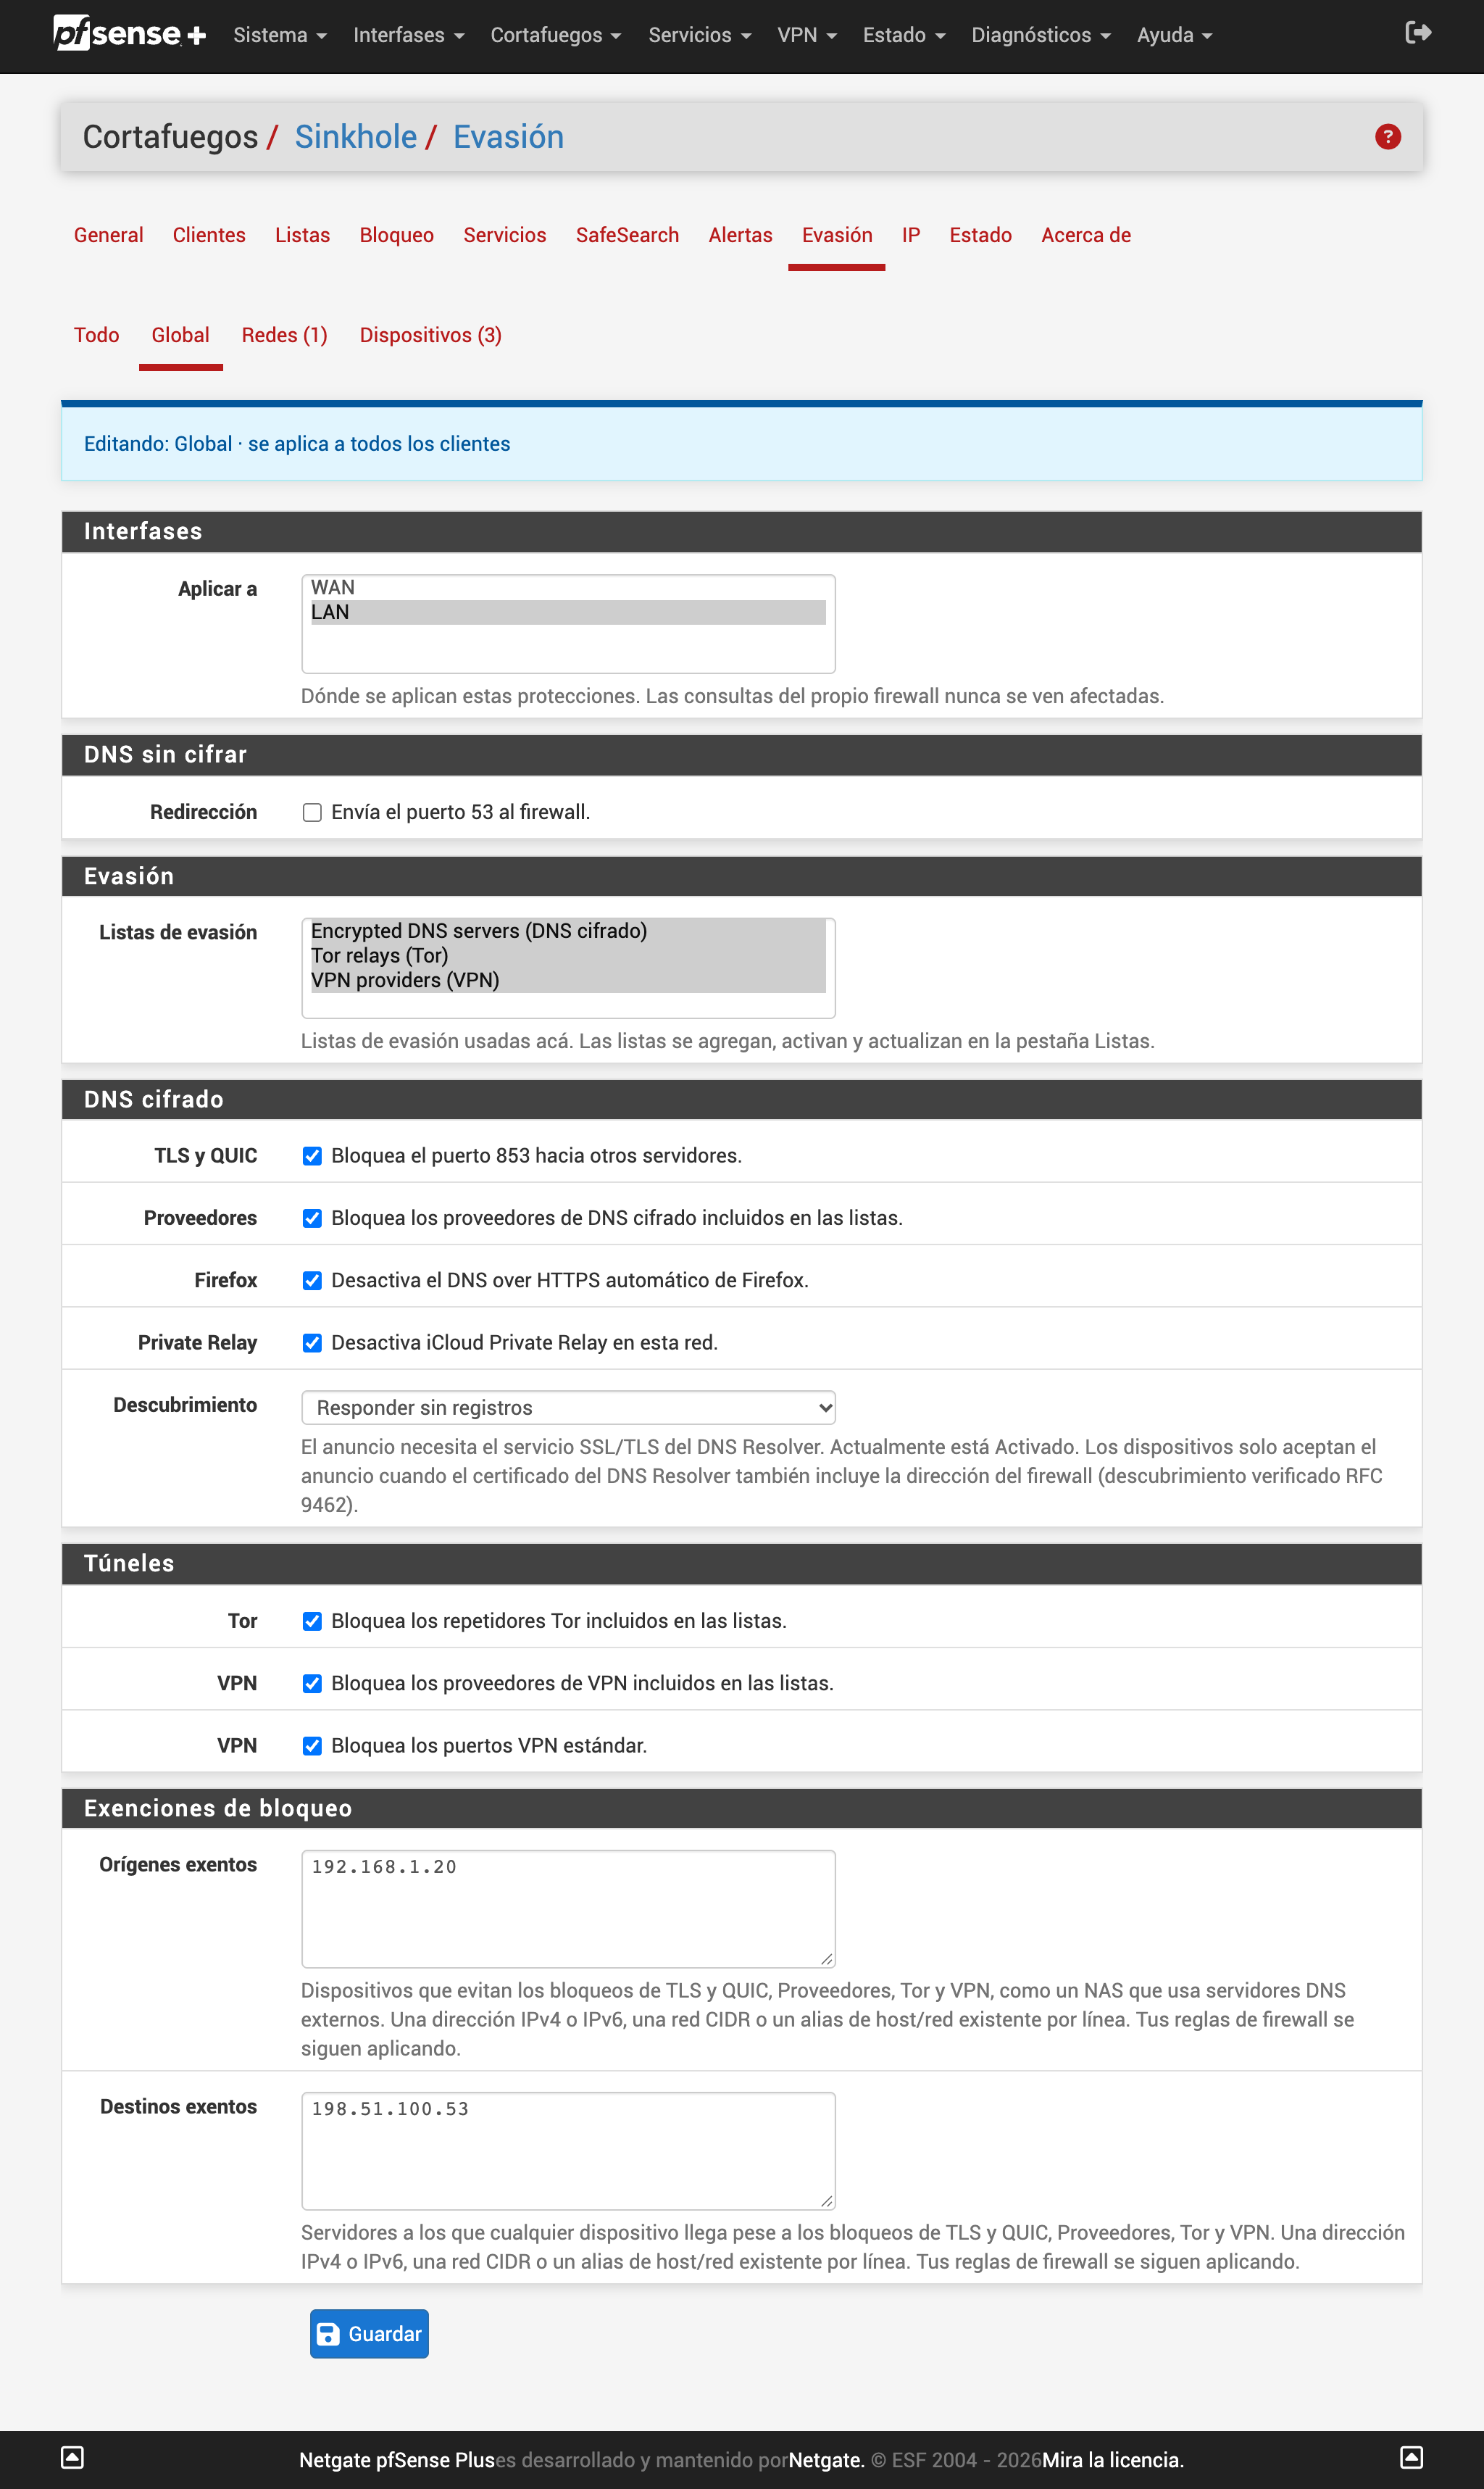 pfsense +
Sistema
Interfases
Cortafuegos
Servicios
VPN
Estado
Diagnósticos
Ayuda
Cortafuegos / Sinkhole / Evasión
?
General
Clientes
Listas
Bloqueo
Servicios
SafeSearch
Alertas
Evasión
IP
Estado
Acerca de
Todo
Global
Redes (1)
Dispositivos (3)
Editando: Global · se aplica a todos los clientes
Interfases
Aplicar a
WAN
LAN
Dónde se aplican estas protecciones. Las consultas del propio firewall nunca se ven afectadas.
DNS sin cifrar
Redirección
Envía el puerto 53 al firewall.
Evasión
Listas de evasión
Encrypted DNS servers (DNS cifrado)
Tor relays (Tor)
VPN providers (VPN)
Listas de evasión usadas acá. Las listas se agregan, activan y actualizan en la pestaña Listas.
DNS cifrado
TLS y QUIC
Bloquea el puerto 853 hacia otros servidores.
Proveedores
Bloquea los proveedores de DNS cifrado incluidos en las listas.
Firefox
Desactiva el DNS over HTTPS automático de Firefox.
Private Relay
Desactiva iCloud Private Relay en esta red.
Descubrimiento
Responder sin registros
El anuncio necesita el servicio SSL/TLS del DNS Resolver. Actualmente está Activado. Los dispositivos solo aceptan el
anuncio cuando el certificado del DNS Resolver también incluye la dirección del firewall (descubrimiento verificado RFC
9462).
Túneles
Tor
Bloquea los repetidores Tor incluidos en las listas.
VPN
Bloquea los proveedores de VPN incluidos en las listas.
VPN
Bloquea los puertos VPN estándar.
Exenciones de bloqueo
Orígenes exentos
192.168.1.20
Dispositivos que evitan los bloqueos de TLS y QUIC, Proveedores, Tor y VPN, como un NAS que usa servidores DNS
externos. Una dirección IPv4 o IPv6, una red CIDR o un alias de host/red existente por línea. Tus reglas de firewall se
siguen aplicando.
Destinos exentos
198.51.100.53
Servidores a los que cualquier dispositivo llega pese a los bloqueos de TLS y QUIC, Proveedores, Tor y VPN. Una dirección
IPv4 o IPv6, una red CIDR o un alias de host/red existente por línea. Tus reglas de firewall se siguen aplicando.
Guardar
Netgate pfSense Pluses desarrollado y mantenido porNetgate. © ESF 2004 - 2026Mira la licencia.